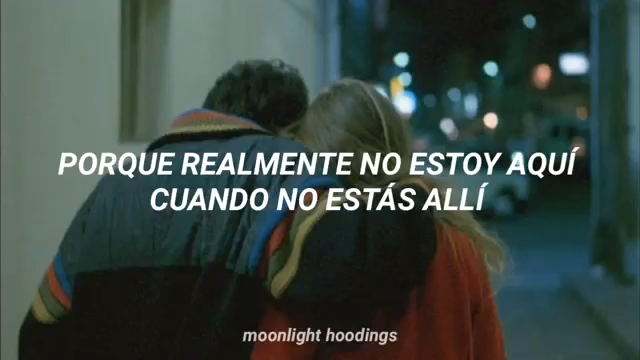 PORQUE REALMENTE NO ESTOY AQUÍ
CUANDO NO ESTÁS ALLÍ
moonlight hoodings